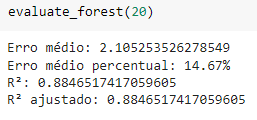 evaluate_forest(20)
Erro médio: 2.105253526278549
Erro médio percentual: 14.67%
R²: 0.8846517417059605
R² ajustado: 0.8846517417059605